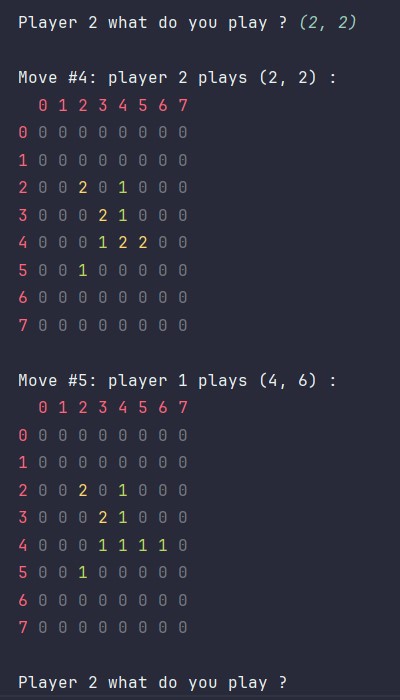 Player 2 what do you play ? (2, 2)
Move #4: player 2 plays (2, 2) :
0 1 2 3 4 5 6 7
0 0 0 0 0 0 0 0 0
1 0 0 0 0 0 0 0 0
2 0 0 2 0 1 0 0 0
3 0 0 0 2 1 0 0 0
4 0 0 0 1 2 2 0 0
5 0 0 1 0 0 0 0 0
6 0 0 0 0 0 0 0 0
7 0 0 0 0 0 0 0 0
Move #5: player 1 plays (4, 6) :
0 1 2 3 4 5 6 7
0 0 0 0 0 0 0 0 0
1 0 0 0 0 0 0 0 0
2 0 0 2 0 1 0 0 0
3 0 0 0 2 1 0 0 0
4 0 0 0 1 1 1 1 0
5 0 0 1 0 0 0 0 0
6 0 0 0 0 0 0 0 0
7 0 0 0 0 0 0 0 0
Player 2 what do you play ?